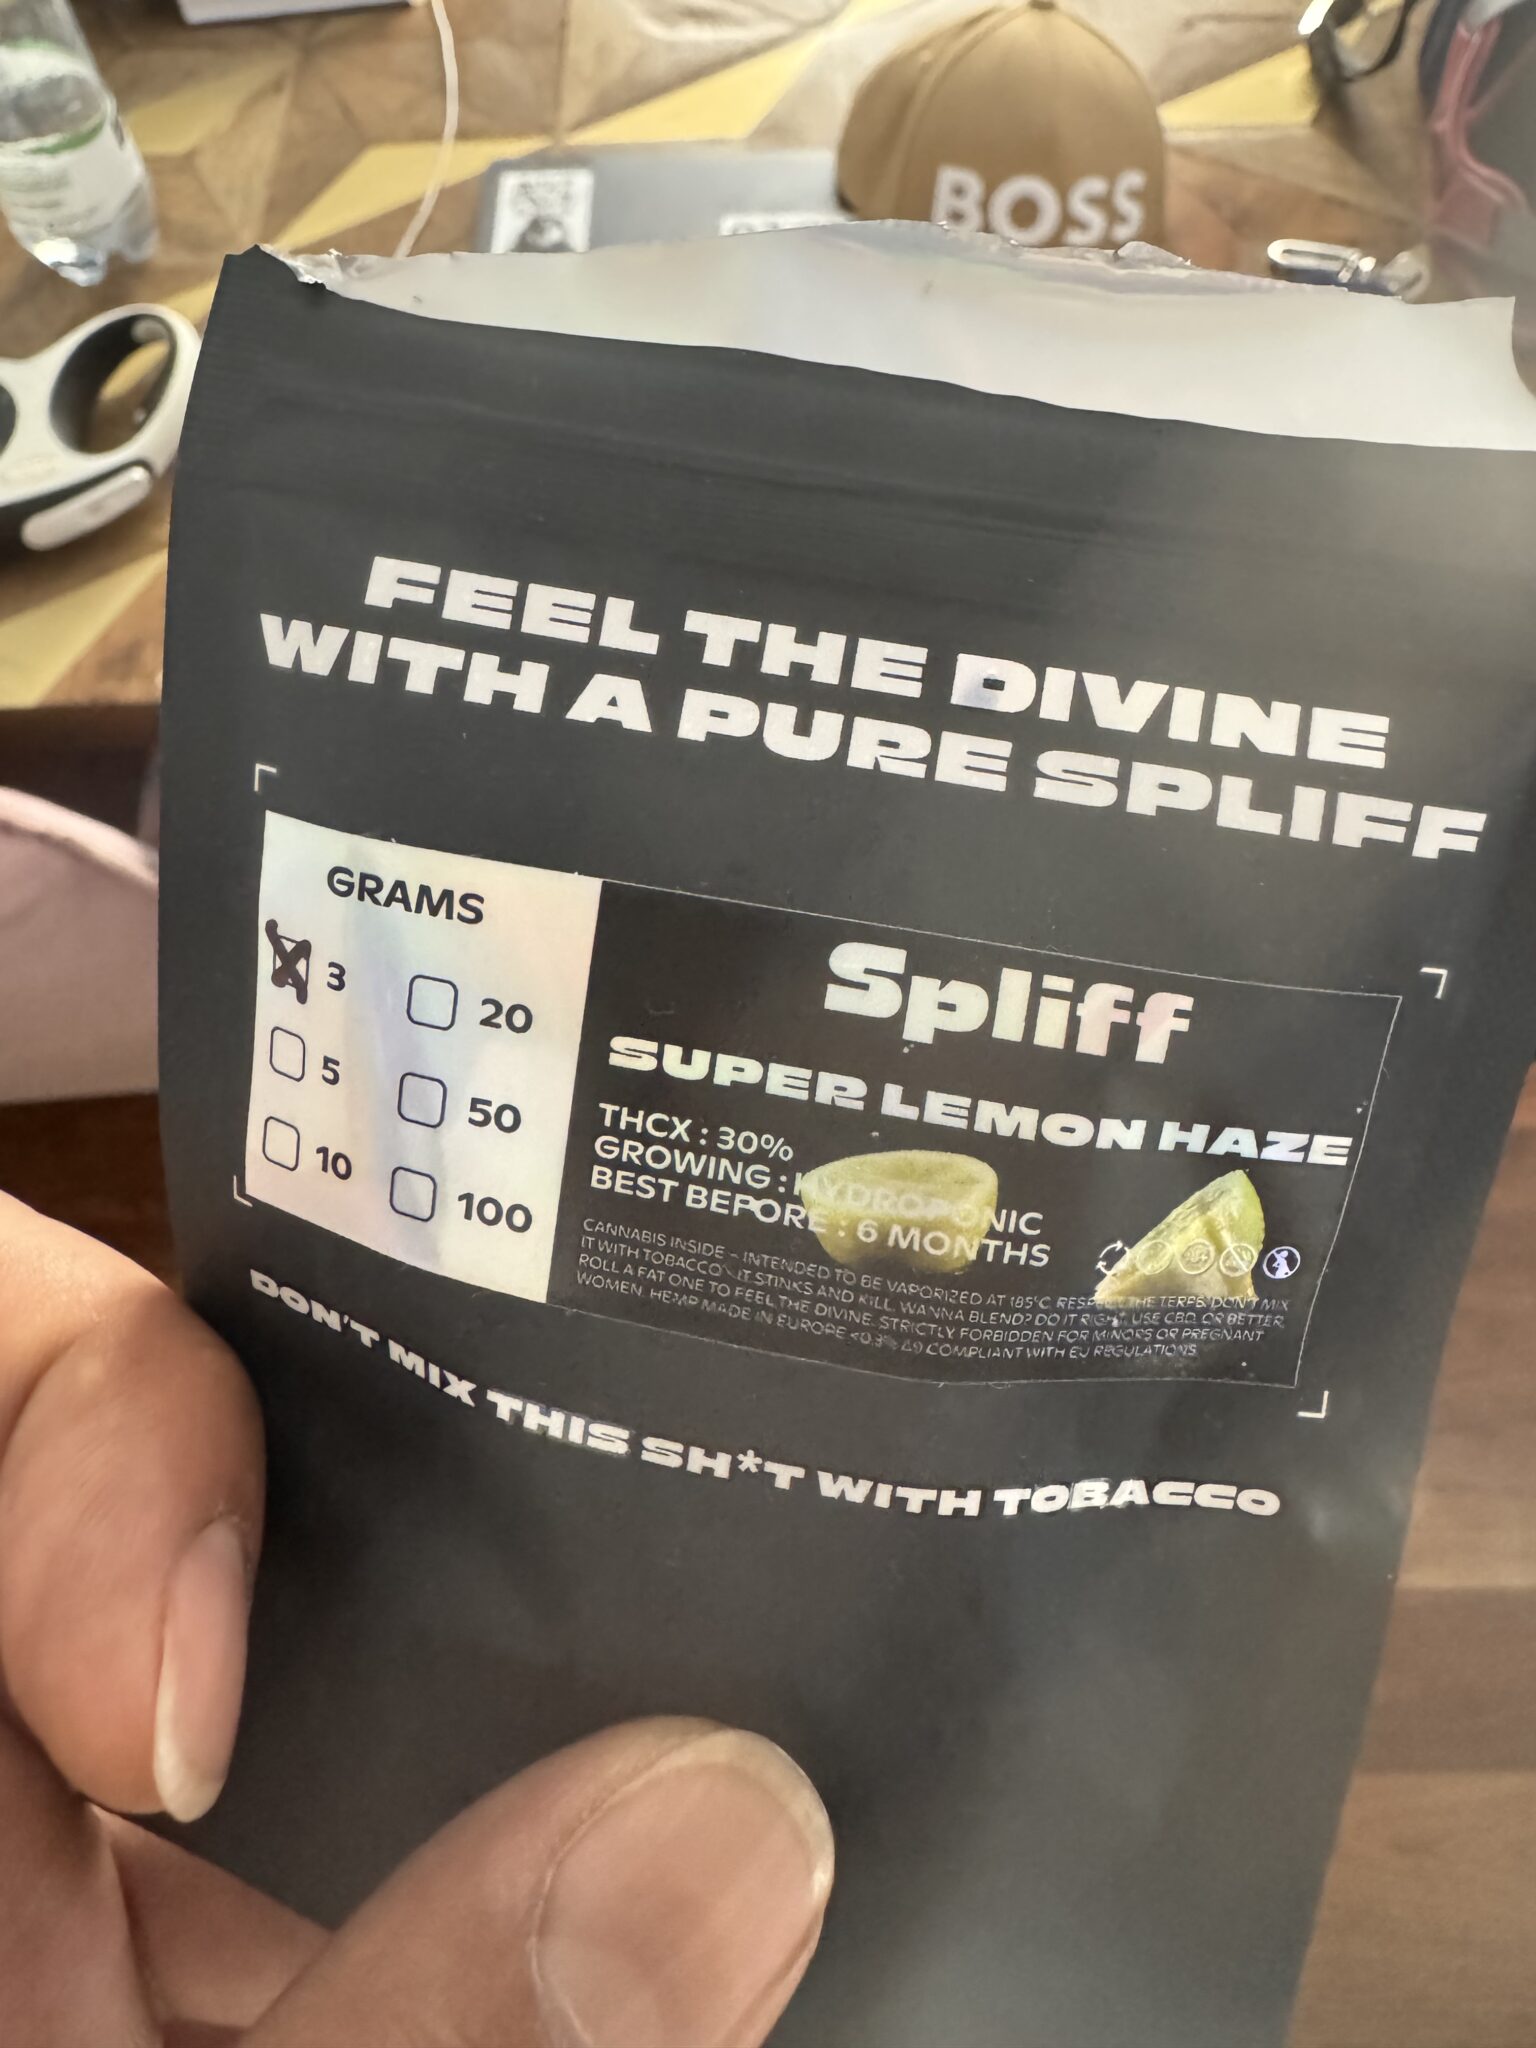 BOSS
FEEL THE DIVINE
WITH A PURE SPLIFF
GRAMS
3
20
5
50
10
100
Spliff
SUPER LEMON HAZE
THCX : 30%
GROWING : HYDROPONIC
BEST BEFORE : 6 MONTHS
CANNABIS INSIDE - INTENDED TO BE VAPORIZED AT 185°C. RESPECT THE TERPS. DON'T MIX
IT WITH TOBACCO. IT STINKS AND KILL. WANNA BLEND? DO IT RIGHT, USE CBD. OR BETTER,
ROLL A FAT ONE TO FEEL THE DIVINE. STRICTLY FORBIDDEN FOR MINORS OR PREGNANT
WOMEN. HEMP MADE IN EUROPE <0.3% Δ9 COMPLIANT WITH EU REGULATIONS
DON'T MIX THIS SH*T WITH TOBACCO